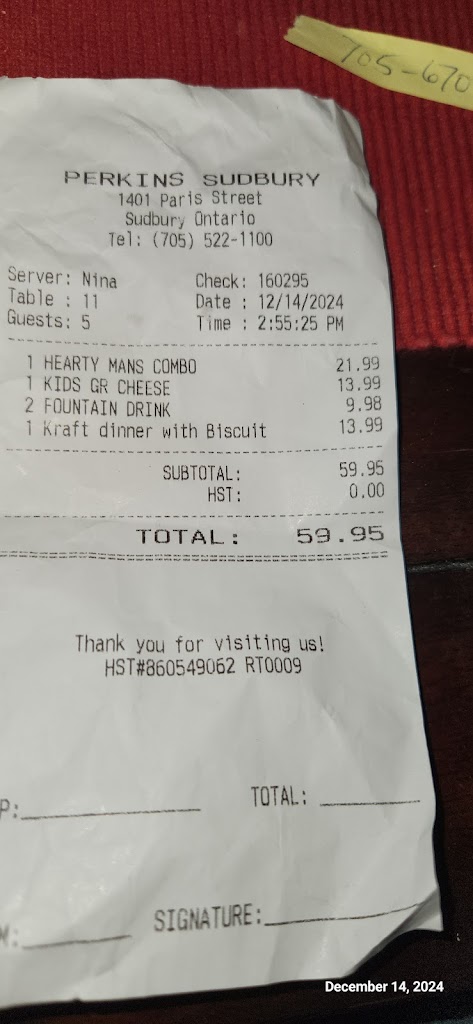 705-670
PERKINS SUDBURY
1401 Paris Street
Sudbury Ontario
Tel: (705) 522-1100
Server: Nina Check: 160295
Table : 11 Date : 12/14/2024
Guests: 5 Time : 2:55:25 PM
1 HEARTY MANS COMBO 21.99
1 KIDS GR CHEESE 13.99
2 FOUNTAIN DRINK 9.98
1 Kraft dinner with Biscuit 13.99
SUBTOTAL: 59.95
HST: 0.00
TOTAL: 59.95
Thank you for visiting us!
HST#860549062 RT0009
P: TOTAL:
SIGNATURE:
December 14, 2024